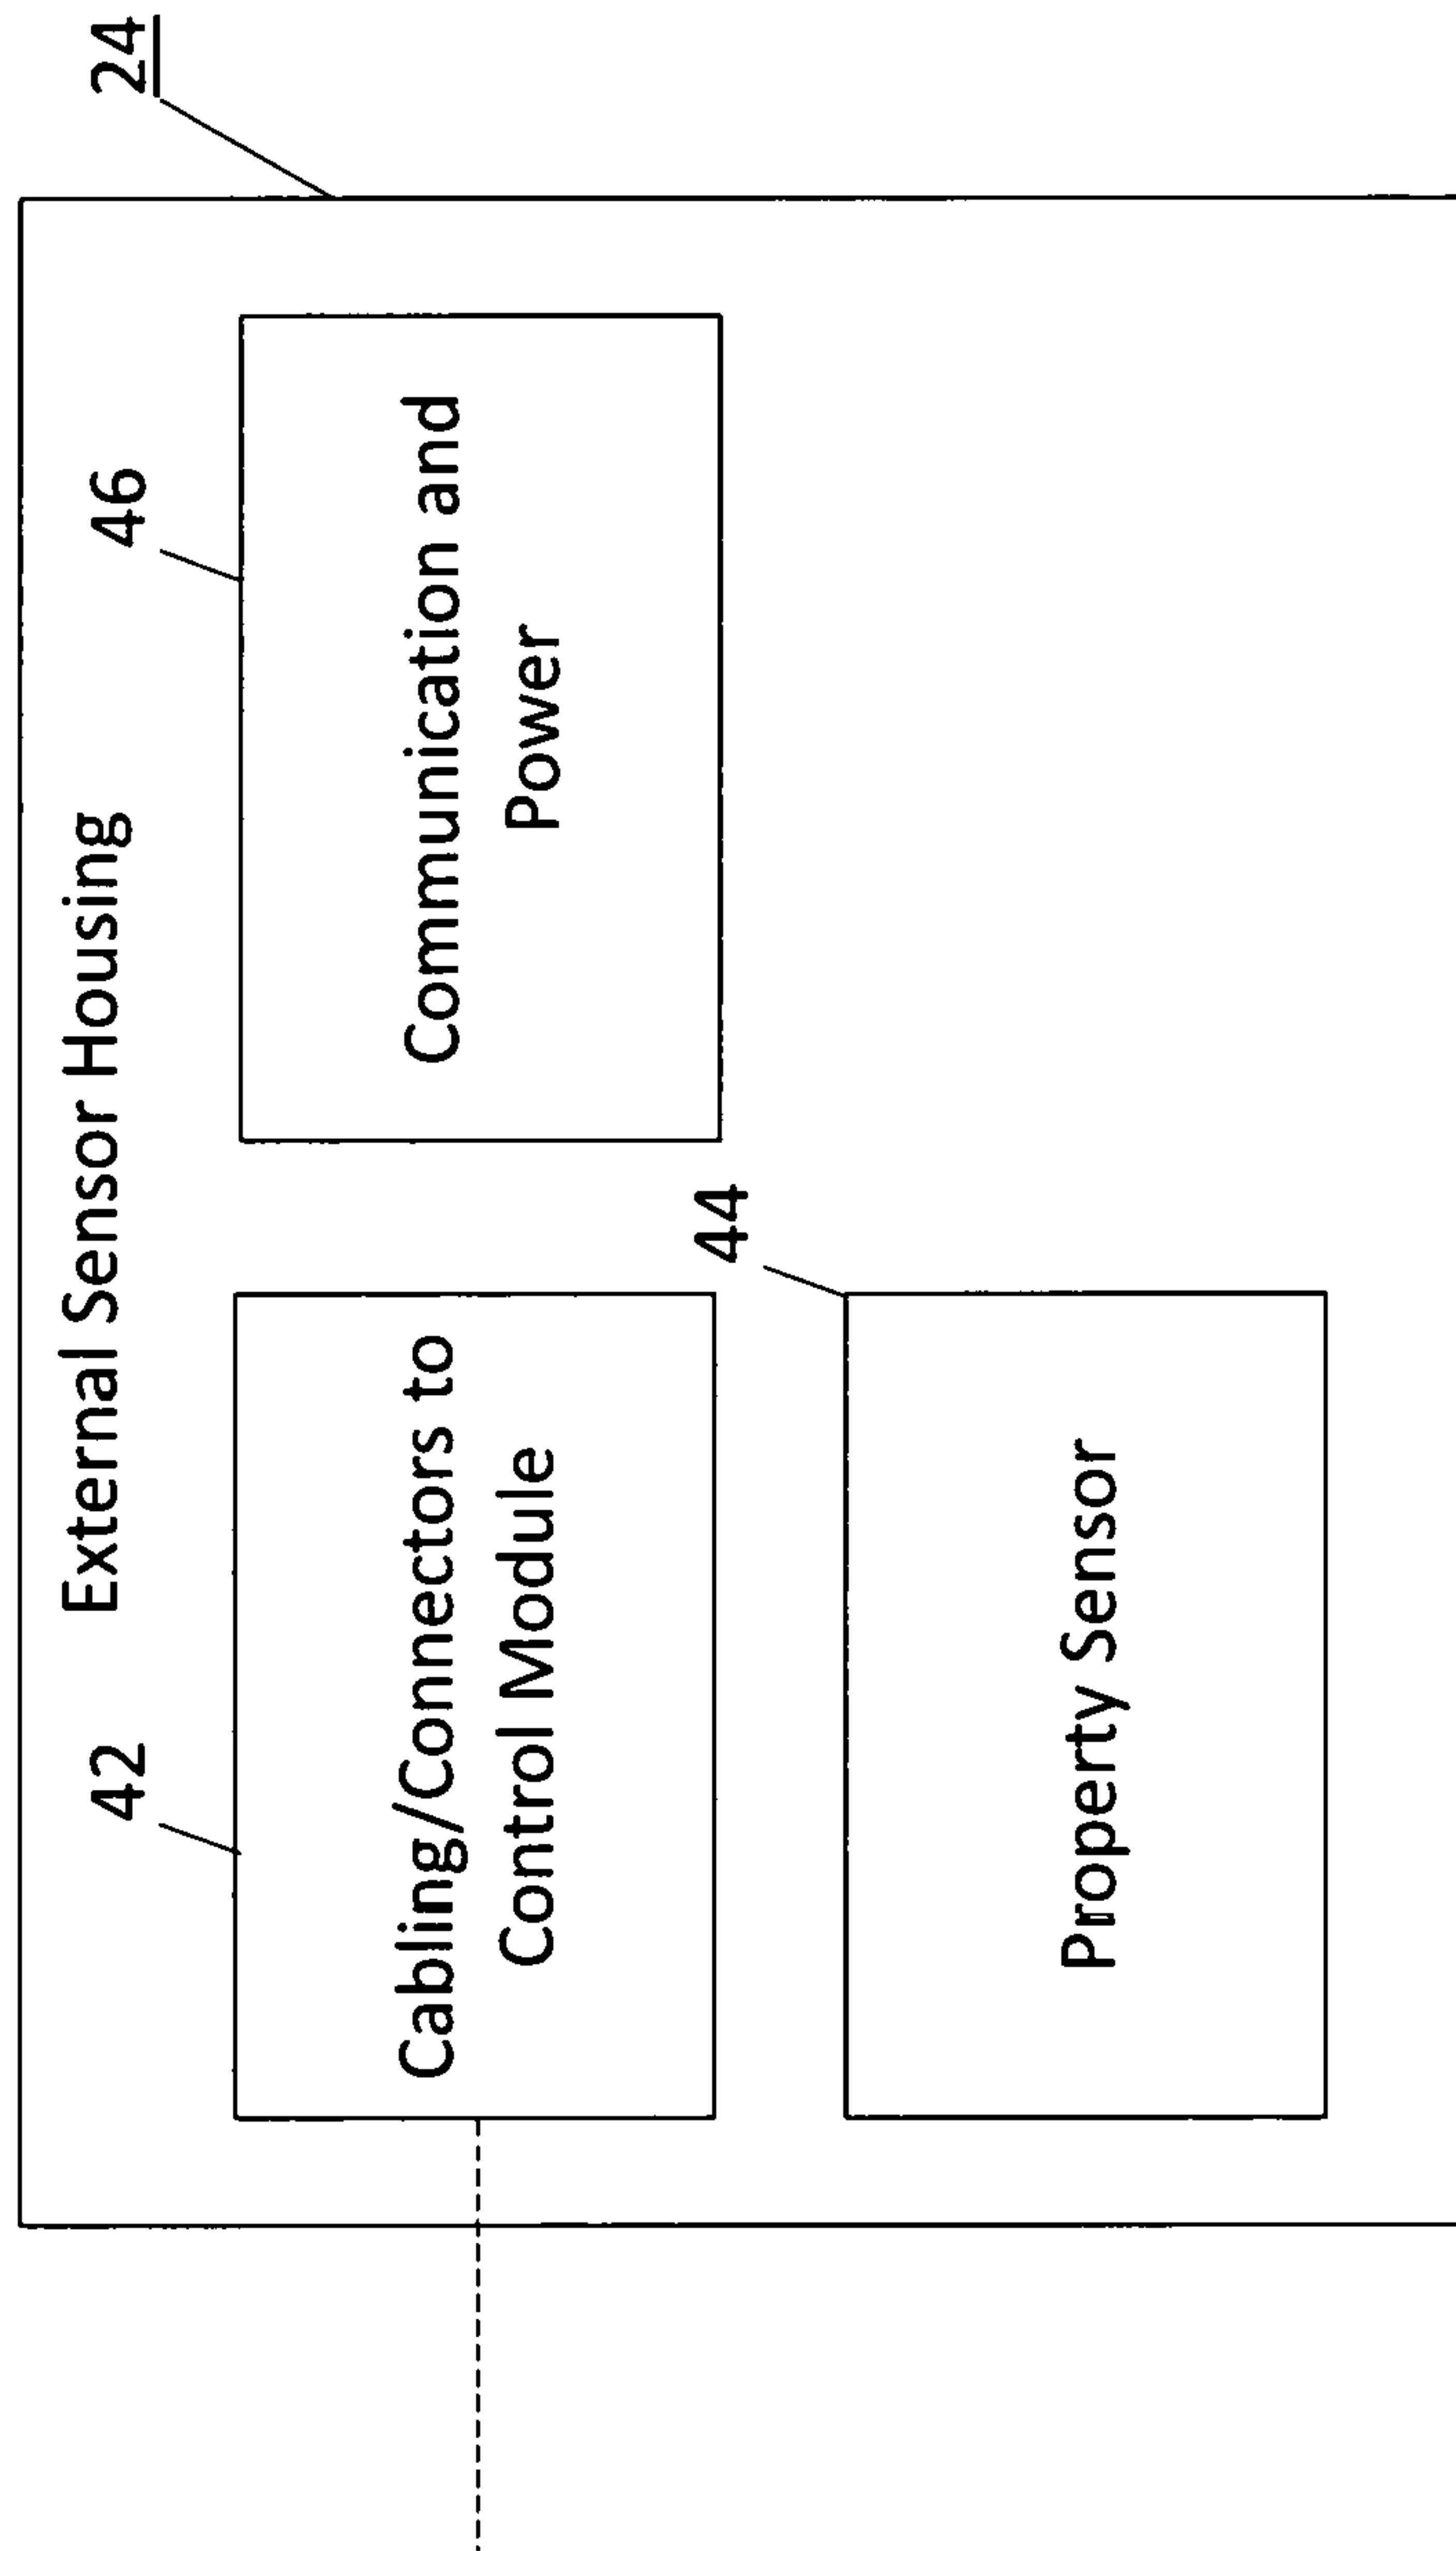 24
External Sensor Housing
42
46
Cabling/Connectors to
Control Module
Communication and
Power
44
Property Sensor